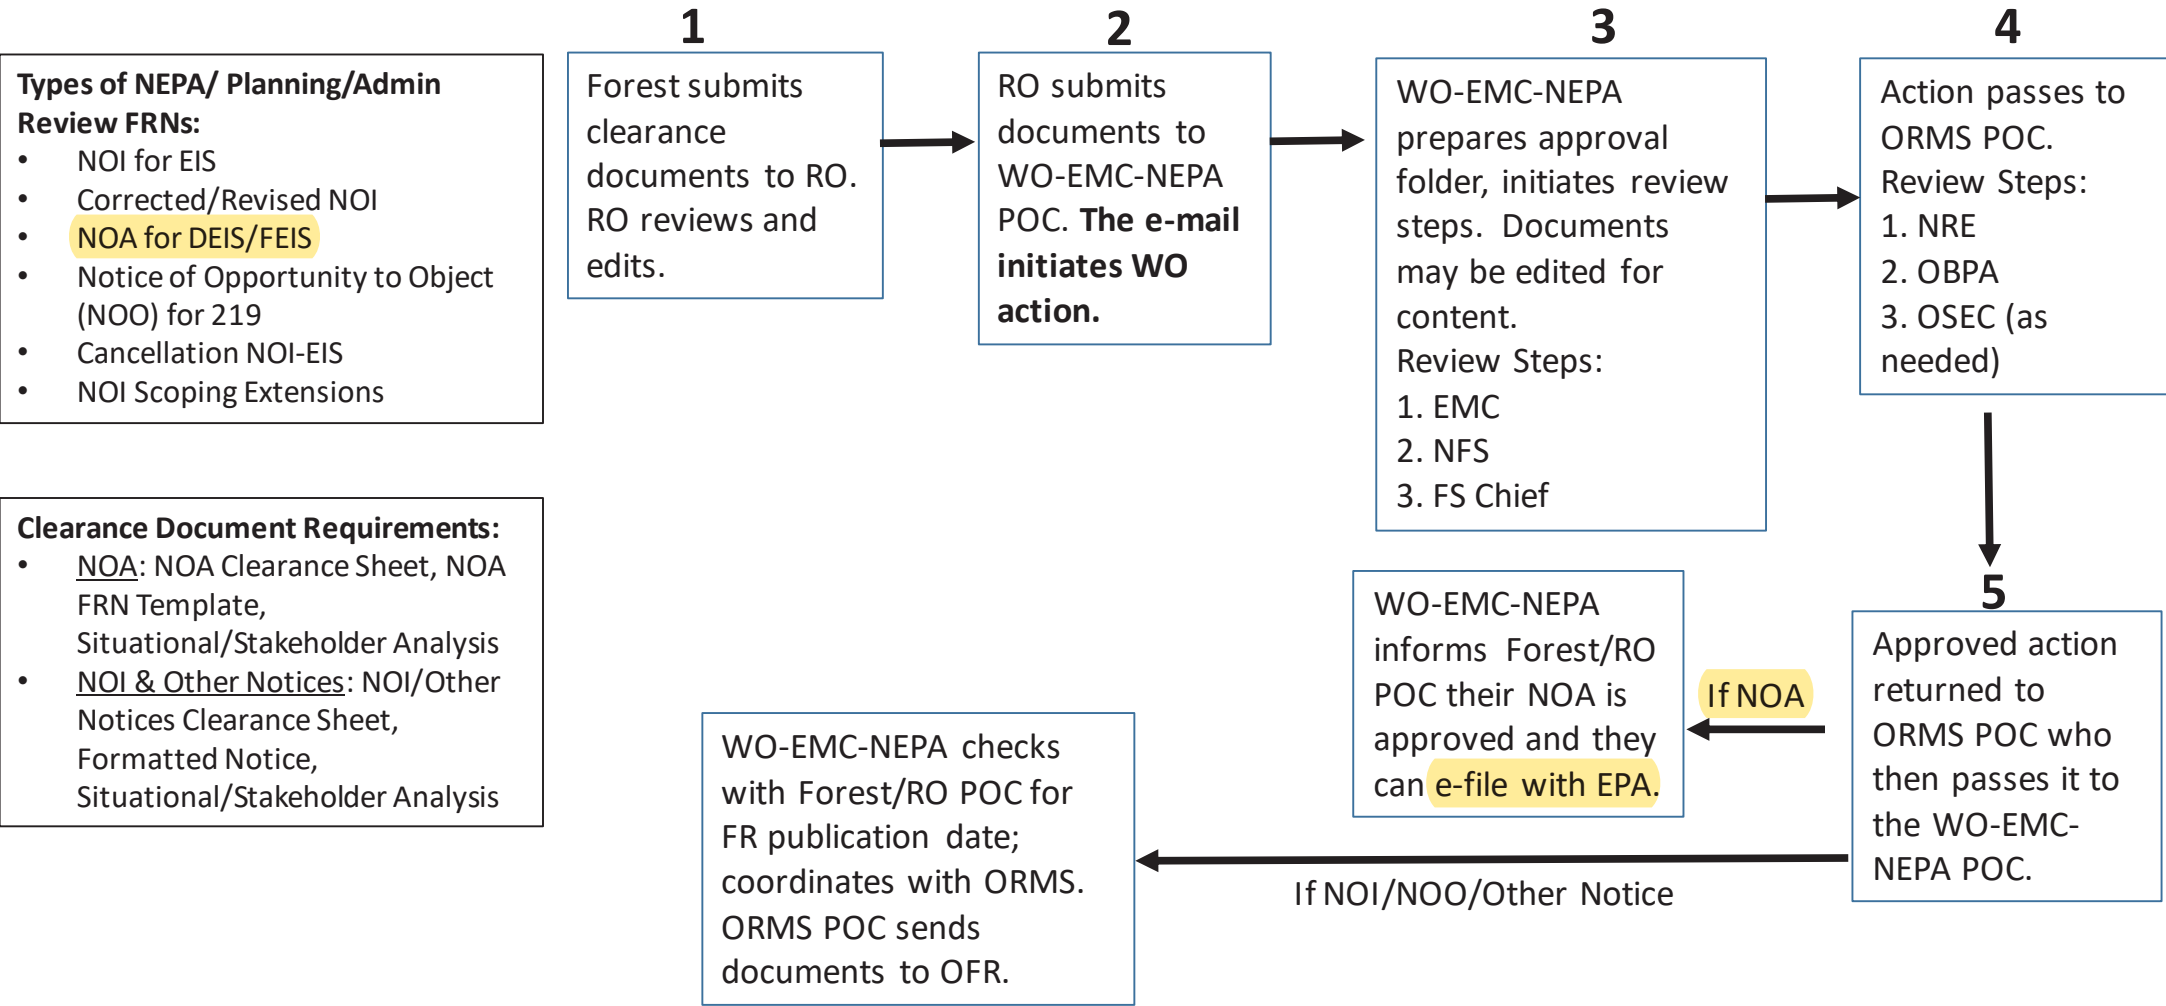 Types of NEPA/ Planning/Admin
Review FRNs:
• NOI for EIS
• Corrected/Revised NOI
• NOA for DEIS/FEIS
• Notice of Opportunity to Object
(NOO) for 219
• Cancellation NOI-EIS
• NOI Scoping Extensions
Clearance Document Requirements:
• NOA: NOA Clearance Sheet, NOA
FRN Template,
Situational/Stakeholder Analysis
• NOI & Other Notices: NOI/Other
Notices Clearance Sheet,
Formatted Notice,
Situational/Stakeholder Analysis
1
Forest submits
clearance
documents to RO.
RO reviews and
edits.
2
RO submits
documents to
WO-EMC-NEPA
POC. The e-mail
initiates WO
action.
3
WO-EMC-NEPA
prepares approval
folder, initiates review
steps. Documents
may be edited for
content.
Review Steps:
1. EMC
2. NFS
3. FS Chief
4
Action passes to
ORMS POC.
Review Steps:
1. NRE
2. OBPA
3. OSEC (as
needed)
5
Approved action
returned to
ORMS POC who
then passes it to
the WO-EMC-
NEPA POC.
If NOA
WO-EMC-NEPA
informs Forest/RO
POC their NOA is
approved and they
can e-file with EPA.
If NOI/NOO/Other Notice
WO-EMC-NEPA checks
with Forest/RO POC for
FR publication date;
coordinates with ORMS.
ORMS POC sends
documents to OFR.